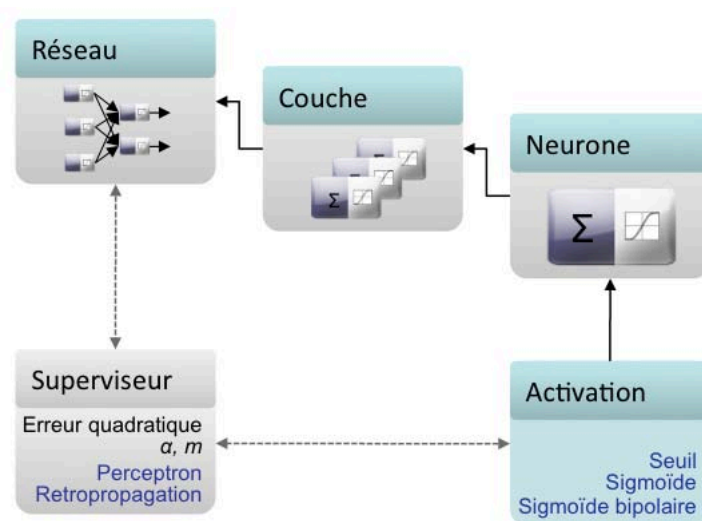 Réseau
Couche
Neurone
Σ
Σ
Superviseur
Erreur quadratique
α, m
Perceptron
Retropropagation
Activation
Seuil
Sigmoïde
Sigmoïde bipolaire